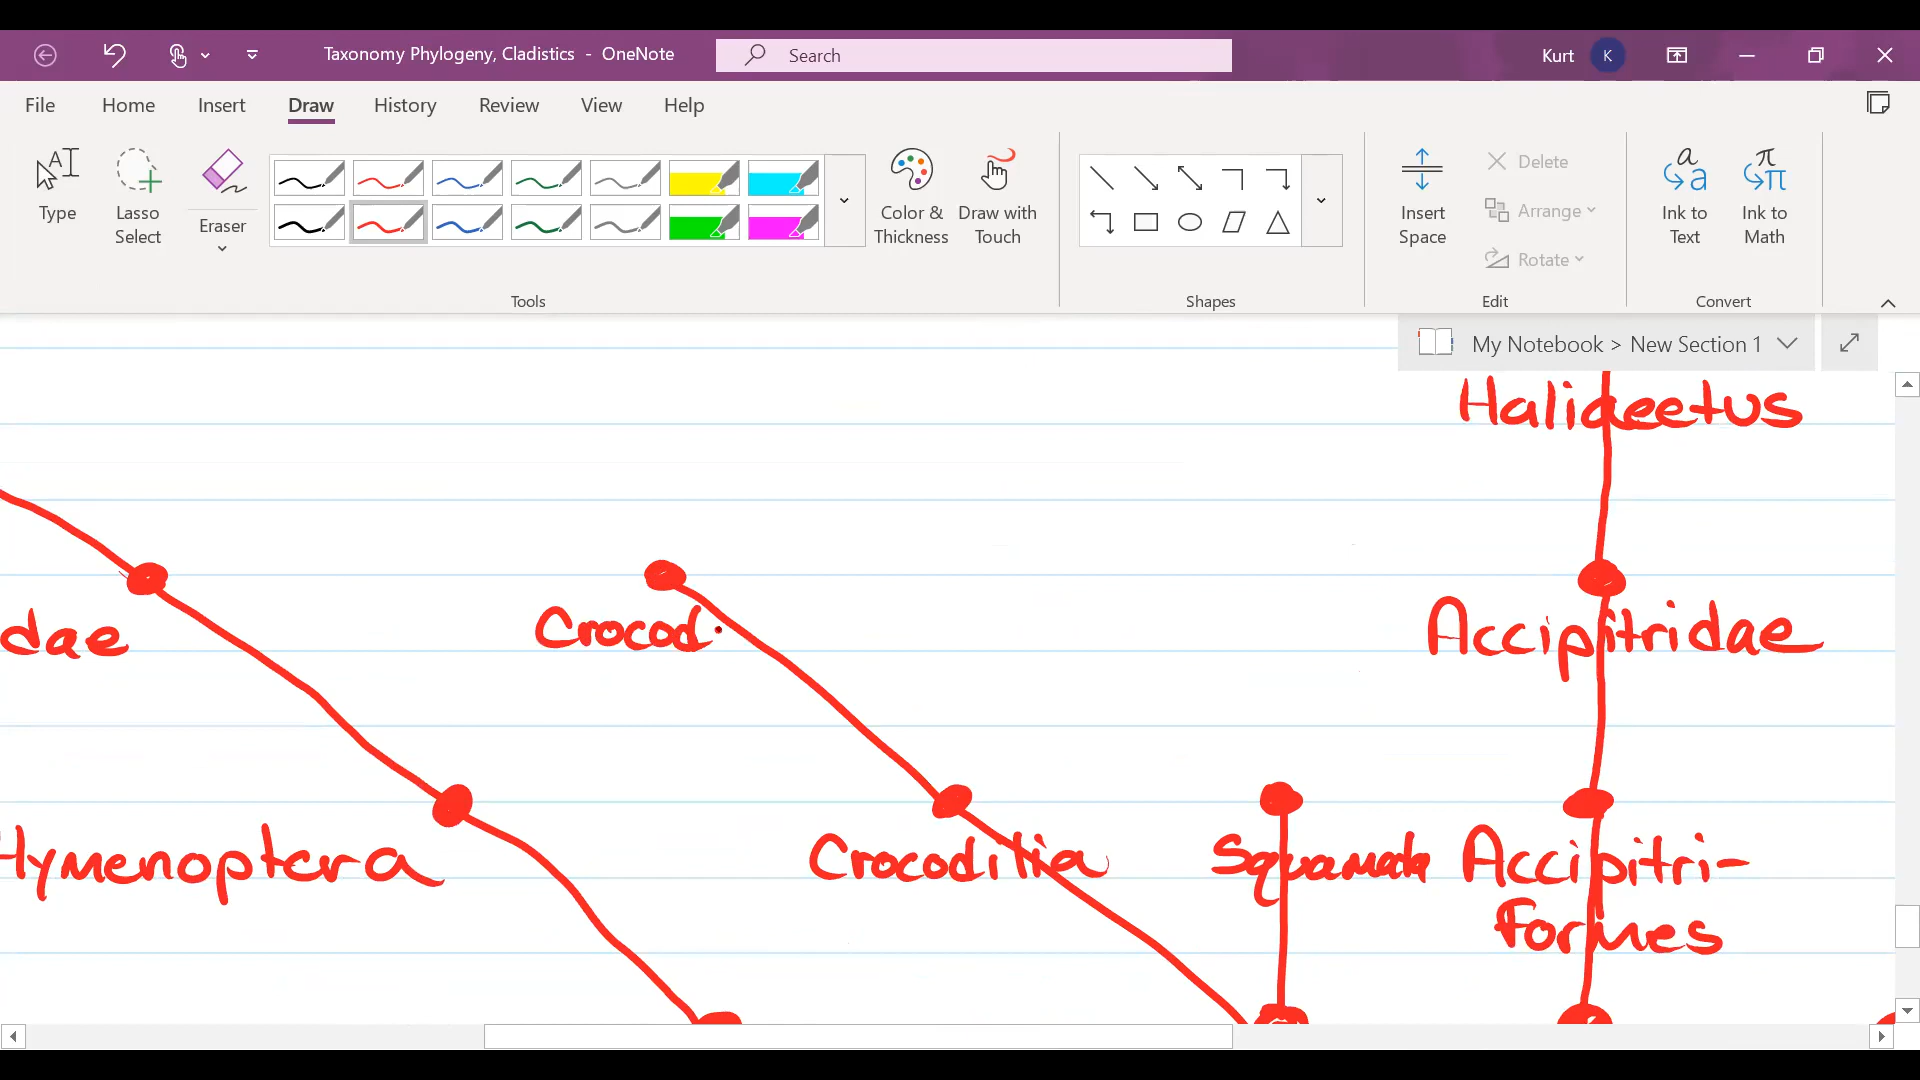 Taxonomy Phylogeny, Cladistics - OneNote
Search
Kurt K
File Home Insert Draw History Review View Help
Type
Lasso Select
Eraser
Color & Thickness
Draw with Touch
Insert Space
Delete
Arrange
Rotate
Ink to Text
Ink to Math
Tools Shapes Edit Convert
My Notebook > New Section 1
Haliaeetus
dae
Crocod
Accipitridae
Hymenoptera
Crocodilia
Squamata
Accipitri-
formes